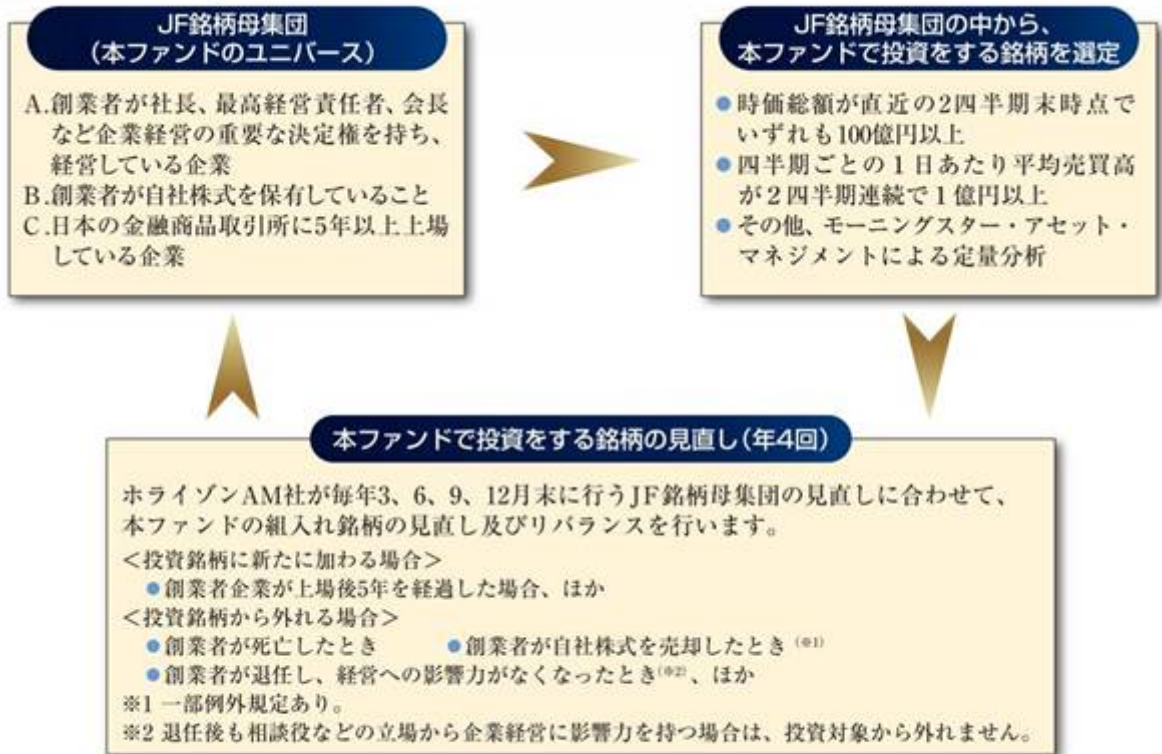 JF銘柄母集団
（本ファンドのユニバース）
A.創業者が社長、最高経営責任者、会長
など企業経営の重要な決定権を持ち、
経営している企業
B.創業者が自社株式を保有していること
C.日本の金融商品取引所に5年以上上場
している企業
JF銘柄母集団の中から、
本ファンドで投資をする銘柄を選定
●時価総額が直近の2四半期末時点で
いずれも100億円以上
●四半期ごとの1日あたり平均売買高
が2四半期連続で1億円以上
●その他、モーニングスター・アセット・
マネジメントによる定量分析
本ファンドで投資をする銘柄の見直し（年4回）
ホライゾンAM社が毎年3、6、9、12月末に行うJF銘柄母集団の見直しに合わせて、
本ファンドの組入れ銘柄の見直し及びリバランスを行います。
＜投資銘柄に新たに加わる場合＞
●創業者企業が上場後5年を経過した場合、ほか
＜投資銘柄から外れる場合＞
●創業者が死亡したとき ●創業者が自社株式を売却したとき（※1）
●創業者が退任し、経営への影響力がなくなったとき（※2）、ほか
※1 一部例外規定あり。
※2 退任後も相談役などの立場から企業経営に影響力を持つ場合は、投資対象から外れません。